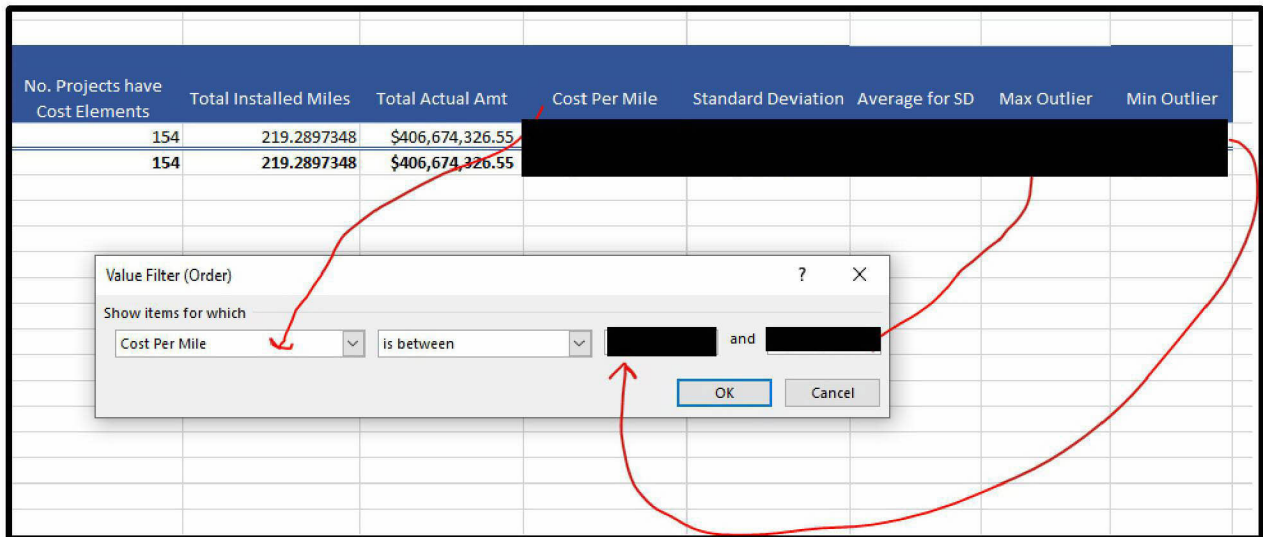 No. Projects have
Cost Elements
Total Installed Miles
Total Actual Amt
Cost Per Mile
Standard Deviation
Average for SD
Max Outlier
Min Outlier
154 219.2897348 $406,674,326.55
154 219.2897348 $406,674,326.55
Value Filter (Order) ? X
Show items for which
Cost Per Mile is between and
OK Cancel